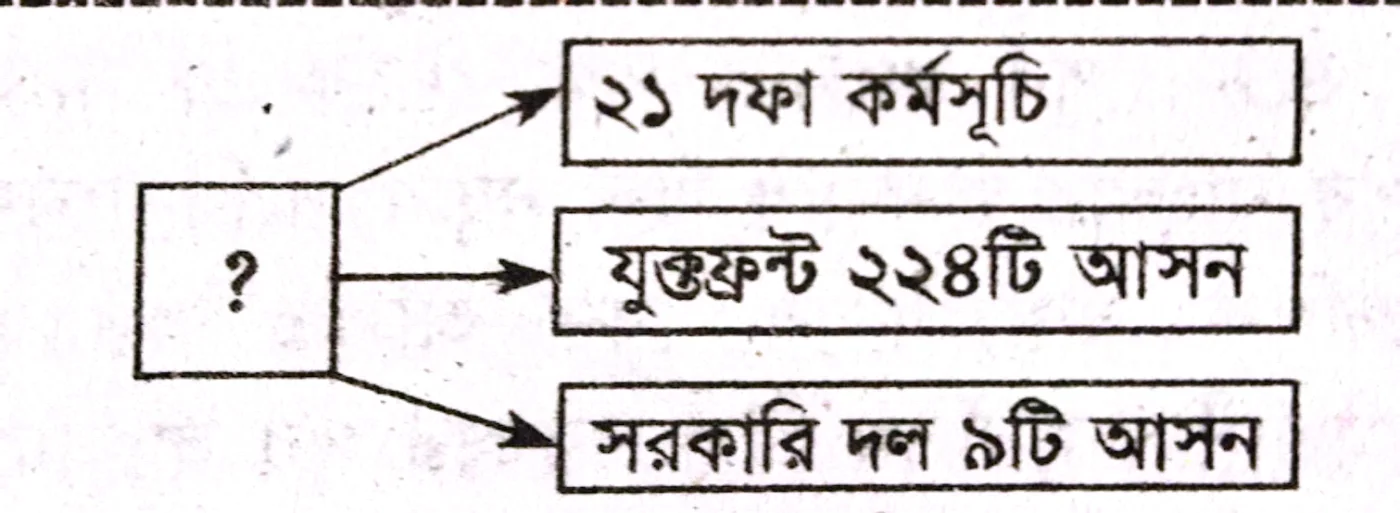 ২১ দফা কর্মসূচি
?
যুক্তফ্রন্ট ২২৪টি আসন
সরকারি দল ৯টি আসন